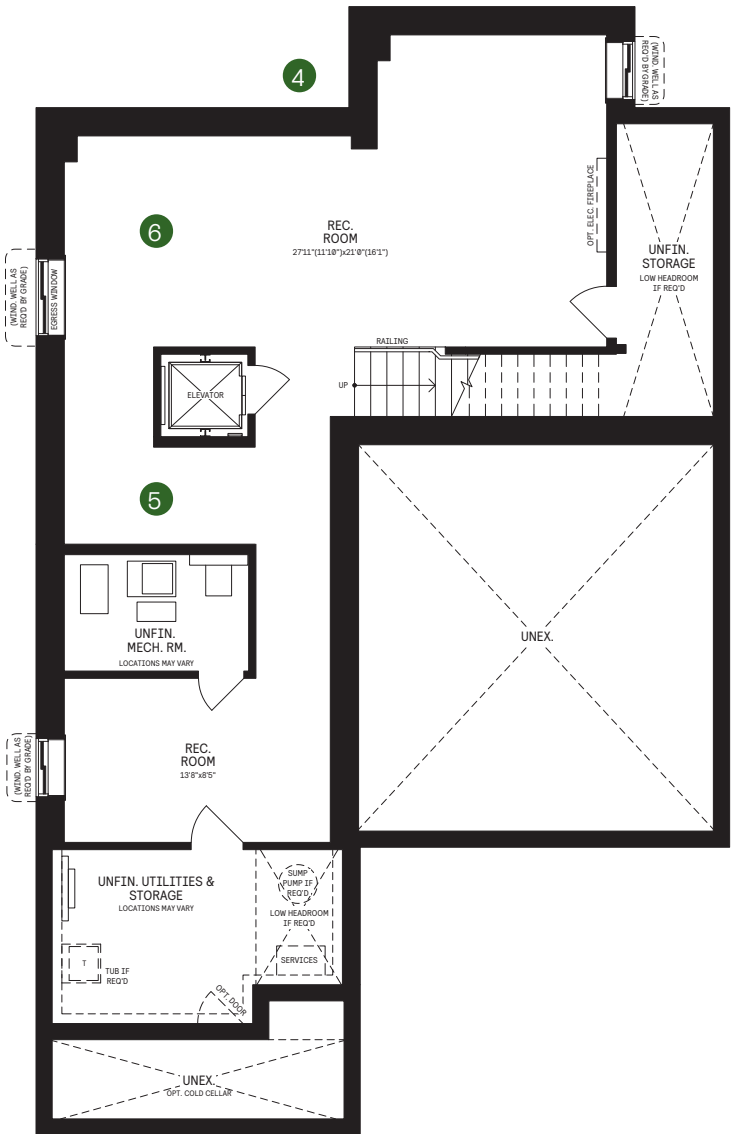 4
(WIND. WELL AS
REQ'D BY GRADE)
6
REC.
ROOM
27'11"(11'10")x21'0"(16'1")
OPT. ELEC. FIREPLACE
UNFIN.
STORAGE
LOW HEADROOM
IF REQ'D
(WIND. WELL AS
REQ'D BY GRADE)
EGRESS WINDOW
RAILING
UP
ELEVATOR
5
UNFIN.
MECH. RM.
LOCATIONS MAY VARY
UNEX.
(WIND. WELL AS
REQ'D BY GRADE)
REC.
ROOM
13'8"x8'5"
UNFIN. UTILITIES &
STORAGE
LOCATIONS MAY VARY
SUMP
PUMP IF
REQ'D
LOW HEADROOM
IF REQ'D
SERVICES
T
TUB IF
REQ'D
OPT. DOOR
UNEX.
OPT. COLD CELLAR